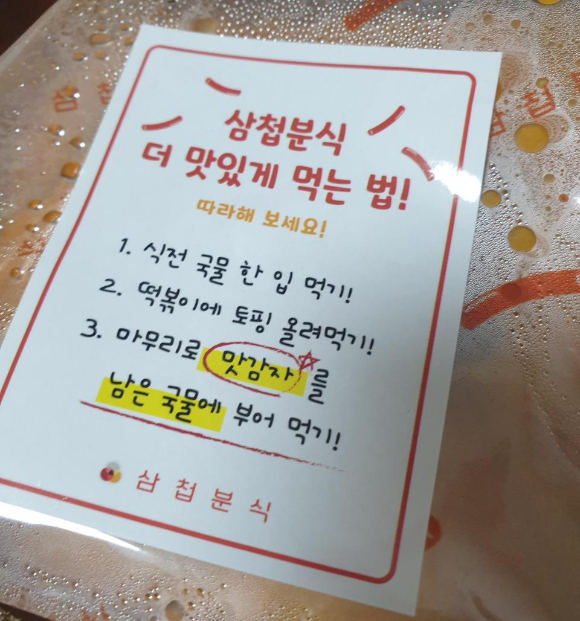 삼첩분식
더 맛있게 먹는 법!
따라해 보세요!
1. 식전 국물 한 입 먹기!
2. 떡볶이에 토핑 올려먹기!
3. 마무리로 맛감자를
남은 국물에 부어 먹기!
삼첩분식